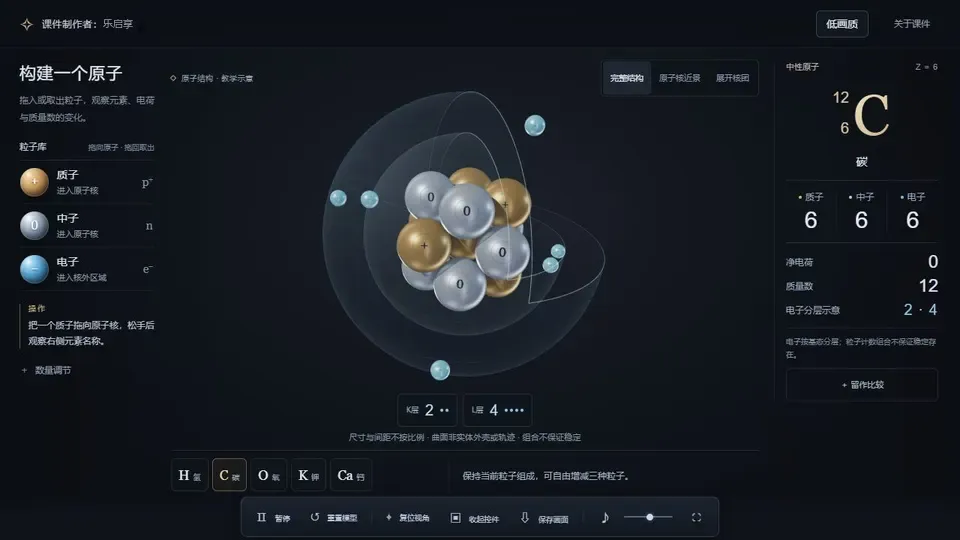 课件制作者：乐启享
低画质
关于课件
构建一个原子
拖入或取出粒子，观察元素、电荷
与质量数的变化。
粒子库
拖向原子 · 拖回取出
+
质子
进入原子核
p⁺
0
中子
进入原子核
n
−
电子
进入核外区域
e⁻
操作
把一个质子拖向原子核，松手后
观察右侧元素名称。
+ 数量调节
原子结构 · 教学示意
完整结构
原子核近景
展开核团
0
0
+
+
0
0
K层 2
L层 4
尺寸与间距不按比例 · 曲面非实体外壳或轨迹 · 组合不保证稳定
H 氢
C 碳
O 氧
K 钾
Ca 钙
保持当前粒子组成，可自由增减三种粒子。
暂停
重置模型
复位视角
收起控件
保存画面
中性原子
Z = 6
12
6
C
碳
质子
中子
电子
6
6
6
净电荷 0
质量数 12
电子分层示意 2 · 4
电子按基态分层；粒子计数组合不保证稳定存
在。
+ 留作比较